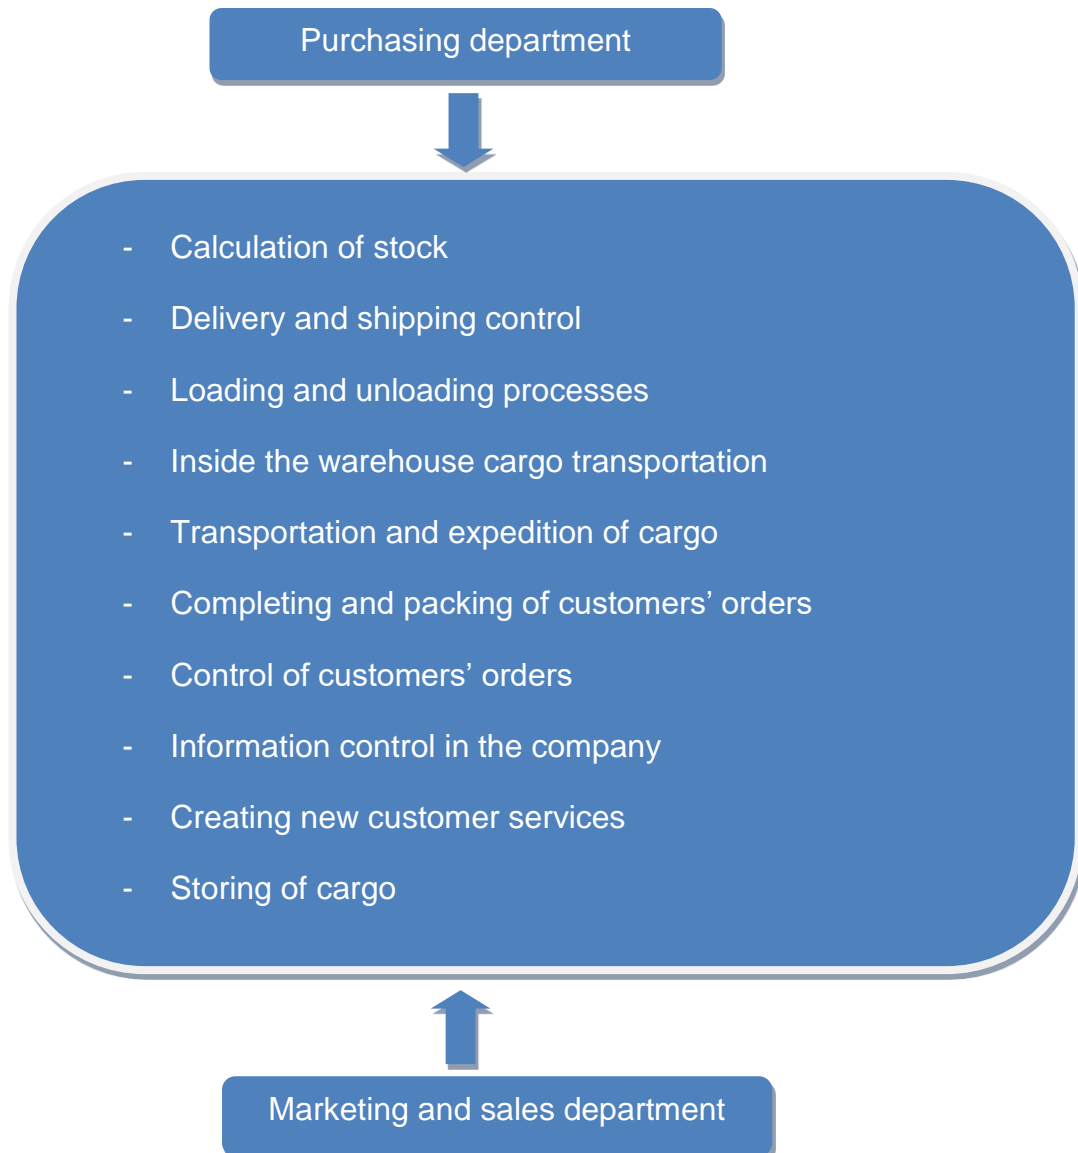 Purchasing department
- Calculation of stock
- Delivery and shipping control
- Loading and unloading processes
- Inside the warehouse cargo transportation
- Transportation and expedition of cargo
- Completing and packing of customers’ orders
- Control of customers’ orders
- Information control in the company
- Creating new customer services
- Storing of cargo
Marketing and sales department